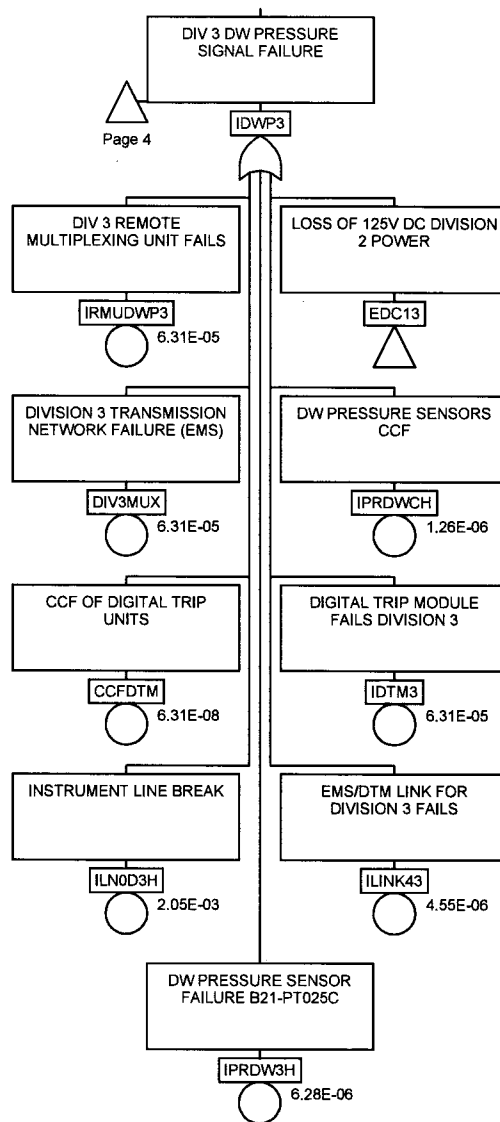 DIV 3 DW PRESSURE
SIGNAL FAILURE
Page 4
IDWP3
DIV 3 REMOTE
MULTIPLEXING UNIT FAILS
IRMUDWP3
6.31E-05
LOSS OF 125V DC DIVISION
2 POWER
EDC13
DIVISION 3 TRANSMISSION
NETWORK FAILURE (EMS)
DIV3MUX
6.31E-05
DW PRESSURE SENSORS
CCF
IPRDWCH
1.26E-06
CCF OF DIGITAL TRIP
UNITS
CCFDTM
6.31E-08
DIGITAL TRIP MODULE
FAILS DIVISION 3
IDTM3
6.31E-05
INSTRUMENT LINE BREAK
ILN0D3H
2.05E-03
EMS/DTM LINK FOR
DIVISION 3 FAILS
ILINK43
4.55E-06
DW PRESSURE SENSOR
FAILURE B21-PT025C
IPRDW3H
6.28E-06